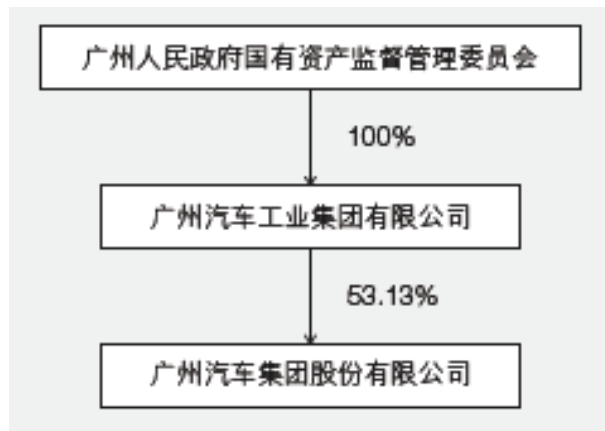 广州人民政府国有资产监督管理委员会
100%
广州汽车工业集团有限公司
53.13%
广州汽车集团股份有限公司